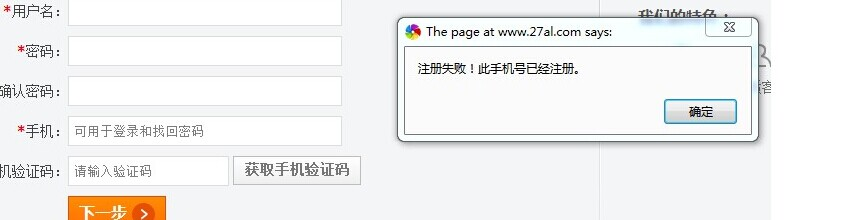 *用户名：
*密码：
确认密码：
*手机：
可用于登录和找回密码
机验证码：
请输入验证码
获取手机验证码
下一步
我们的特色：
The page at www.27al.com says:
注册失败！此手机号已经注册。
确定